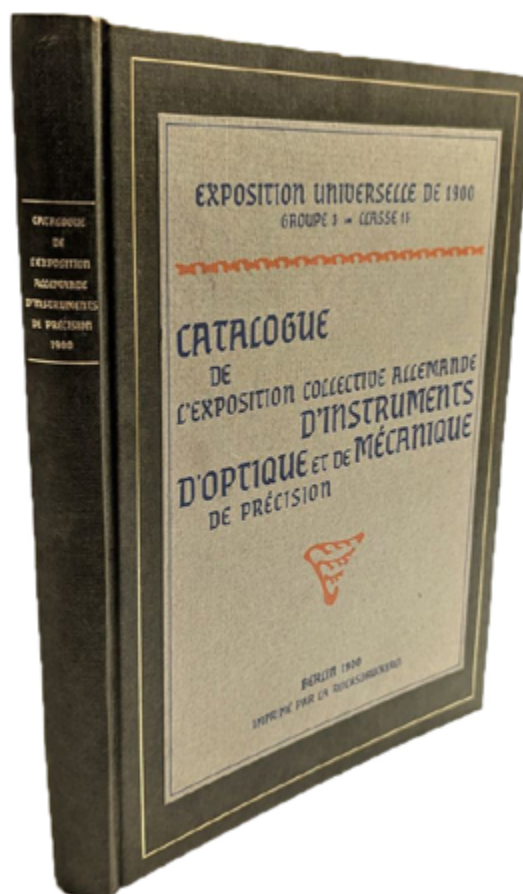 CATALOGUE
DE
L'EXPOSITION
ALLEMANDE
D'INSTRUMENTS
DE PRÉCISION
1900
EXPOSITION UNIVERSELLE DE 1900
GROUPE 3 - CLASSE 15
CATALOGUE
DE
L'EXPOSITION COLLECTIVE ALLEMANDE
D'INSTRUMENTS
D'OPTIQUE ET DE MÉCANIQUE
DE PRÉCISION
BERLIN 1900
IMPRIMÉ PAR LA REICHSDRUCKEREI